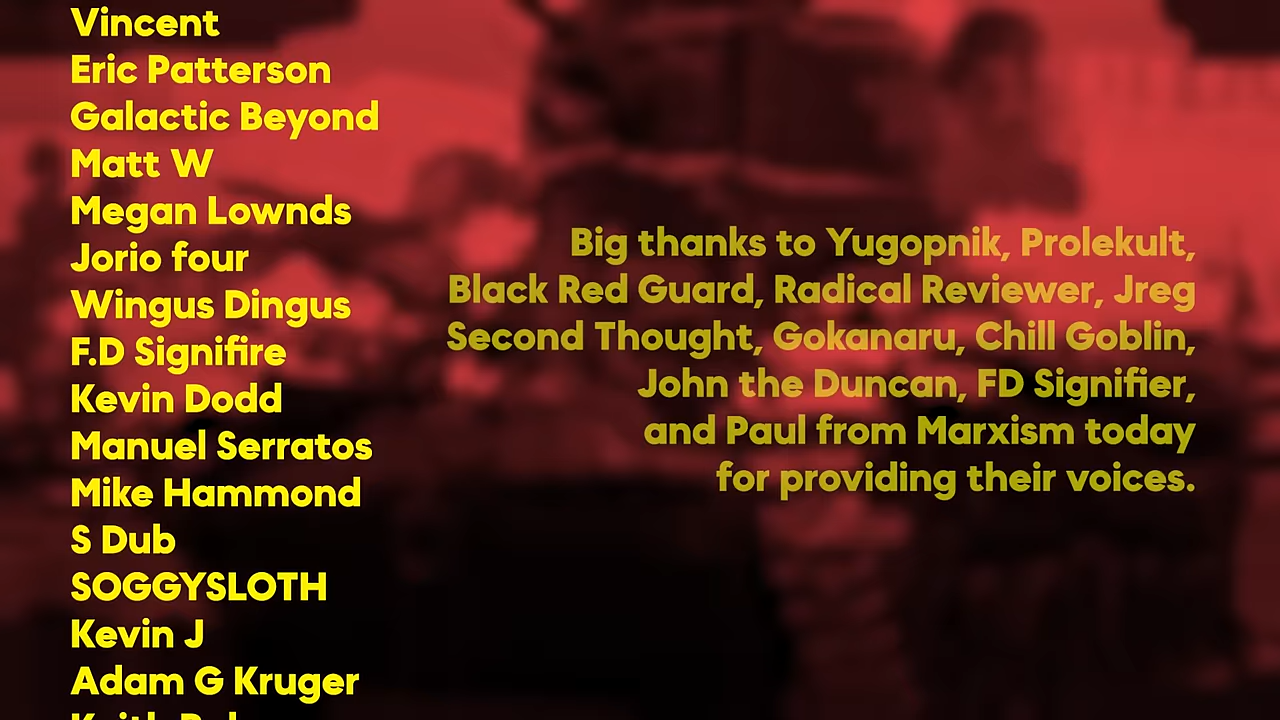 Vincent
Eric Patterson
Galactic Beyond
Matt W
Megan Lownds
Jorio four
Wingus Dingus
F.D Signifire
Kevin Dodd
Manuel Serratos
Mike Hammond
S Dub
SOGGYSLOTH
Kevin J
Adam G Kruger
Big thanks to Yugopnik, Prolekult,
Black Red Guard, Radical Reviewer, Jreg
Second Thought, Gokanaru, Chill Goblin,
John the Duncan, FD Signifier,
and Paul from Marxism today
for providing their voices.